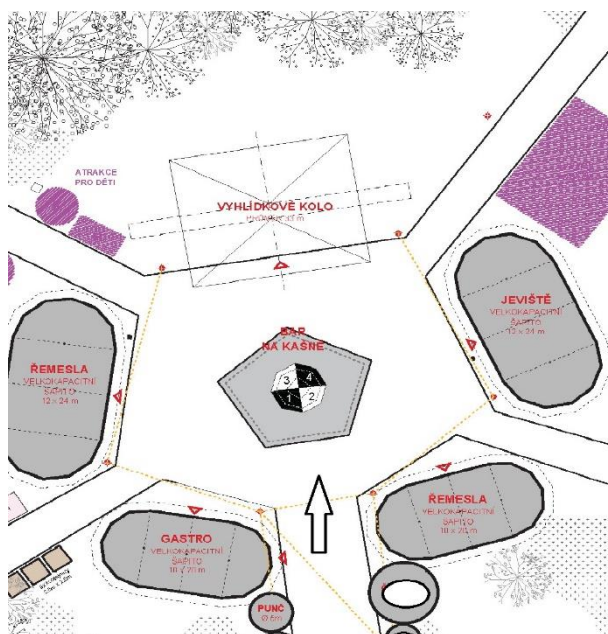 ATRAKCE
PRO DĚTI
VYHLÍDKOVÉ KOLO
JEVIŠTĚ
VELKOKAPACITNÍ
ŠAPITO
12 x 24 m
BAR
NA KAŠNĚ
3
4
1
2
ŘEMESLA
VELKOKAPACITNÍ
ŠAPITO
12 x 24 m
ŘEMESLA
VELKOKAPACITNÍ
ŠAPITO
10 x 20 m
GASTRO
VELKOKAPACITNÍ
ŠAPITO
10 x 20 m
PUNČ
Ø 6m